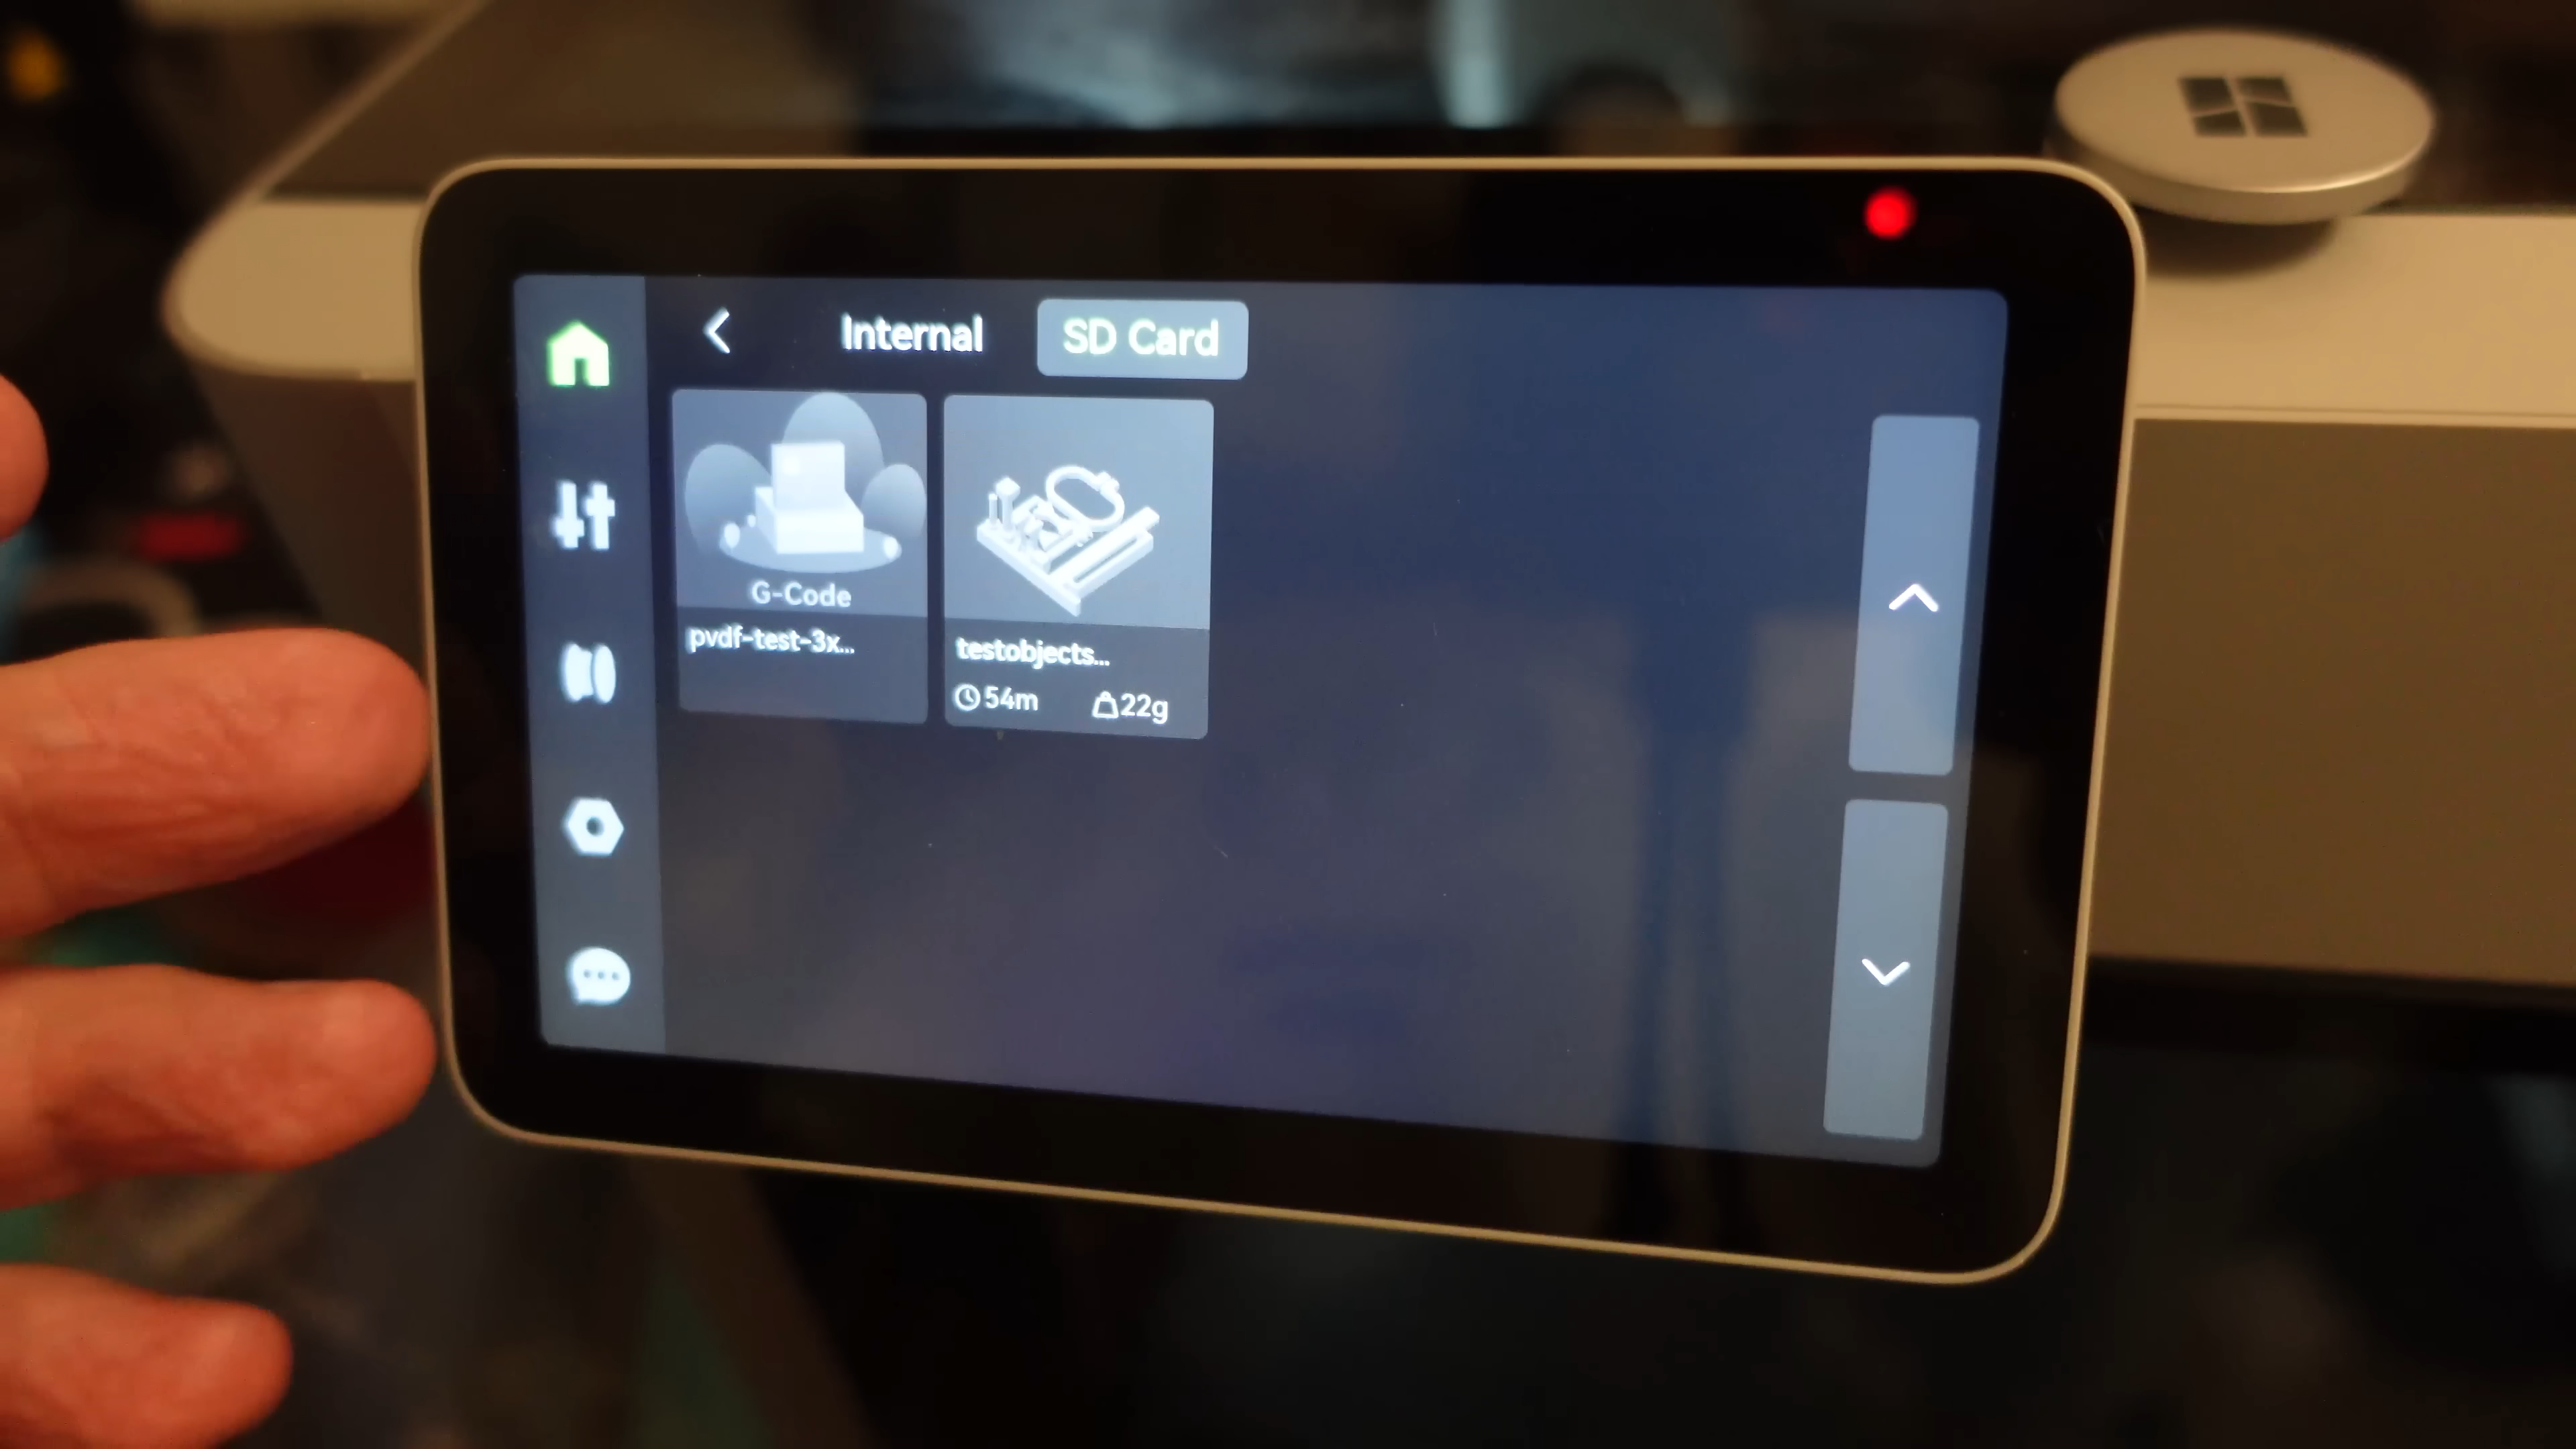 Internal
SD Card
G-Code
pvdf-test-3x...
testobjects...
54m
22g